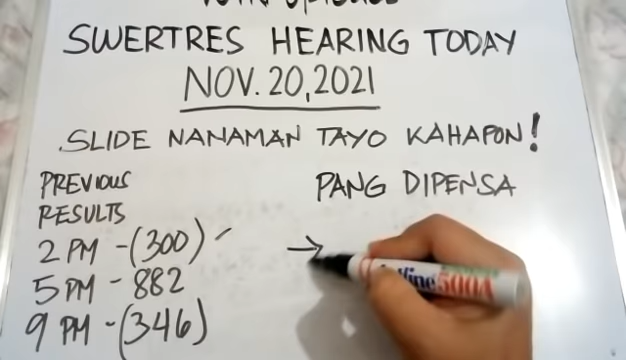 SWERTRES HEARING TODAY
NOV. 20, 2021
SLIDE NANAMAN TAYO KAHAPON!
PREVIOUS
RESULTS
2 PM - (300)
5 PM - 882
9 PM - (346)
PANG DIPENSA
→
500A